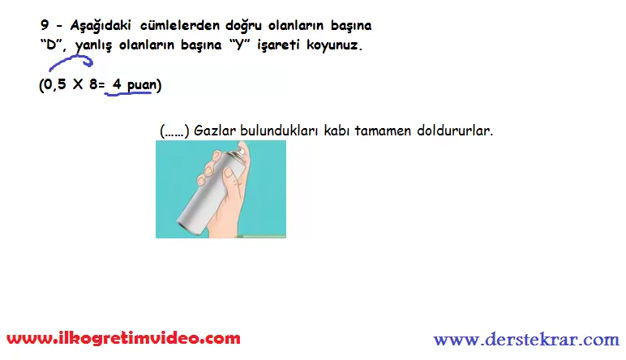 9 - Aşağıdaki cümlelerden doğru olanların başına
“D”, yanlış olanların başına “Y” işareti koyunuz.
(0,5 X 8= 4 puan)
(......) Gazlar bulundukları kabı tamamen doldururlar.
www.ilkogretimvideo.com
www.derstekrar.com